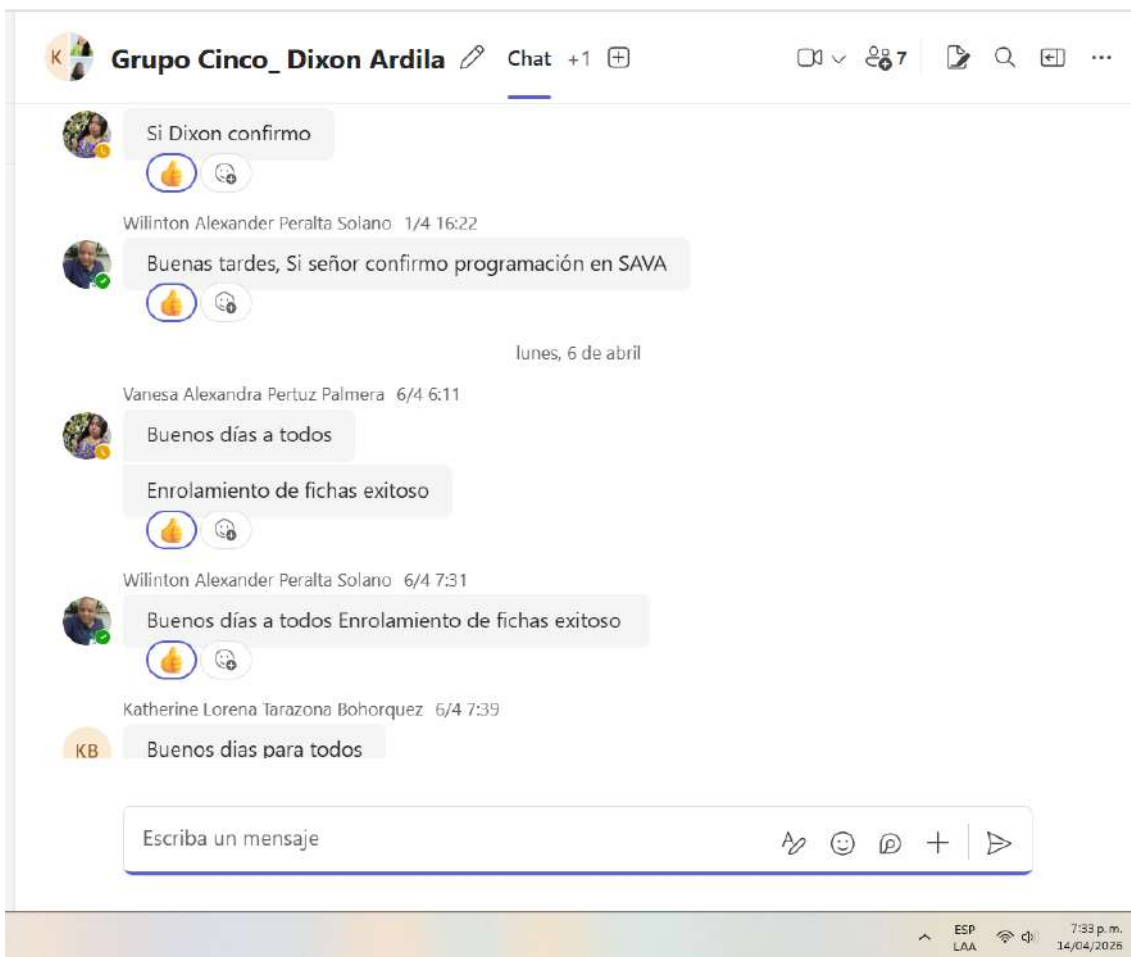 K
Grupo Cinco_ Dixon Ardila Chat +1 7
Si Dixon confirmo
Wilinton Alexander Peralta Solano 1/4 16:22
Buenas tardes, Si señor confirmo programación en SAVA
lunes, 6 de abril
Vanesa Alexandra Pertuz Palmera 6/4 6:11
Buenos días a todos
Enrolamiento de fichas exitoso
Wilinton Alexander Peralta Solano 6/4 7:31
Buenos días a todos Enrolamiento de fichas exitoso
Katherine Lorena Tarazona Bohorquez 6/4 7:39
KB
Buenos dias para todos
Escriba un mensaje
ESP
LAA
7:33 p. m.
14/04/2026